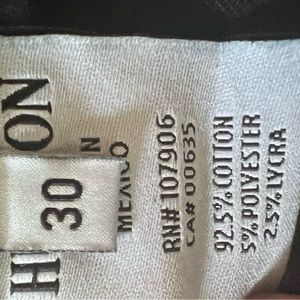 ON
H
30
N
MEXICO
RN# 107906
CA# 00635
92.5% COTTON
5% POLYESTER
2.5% LYCRA